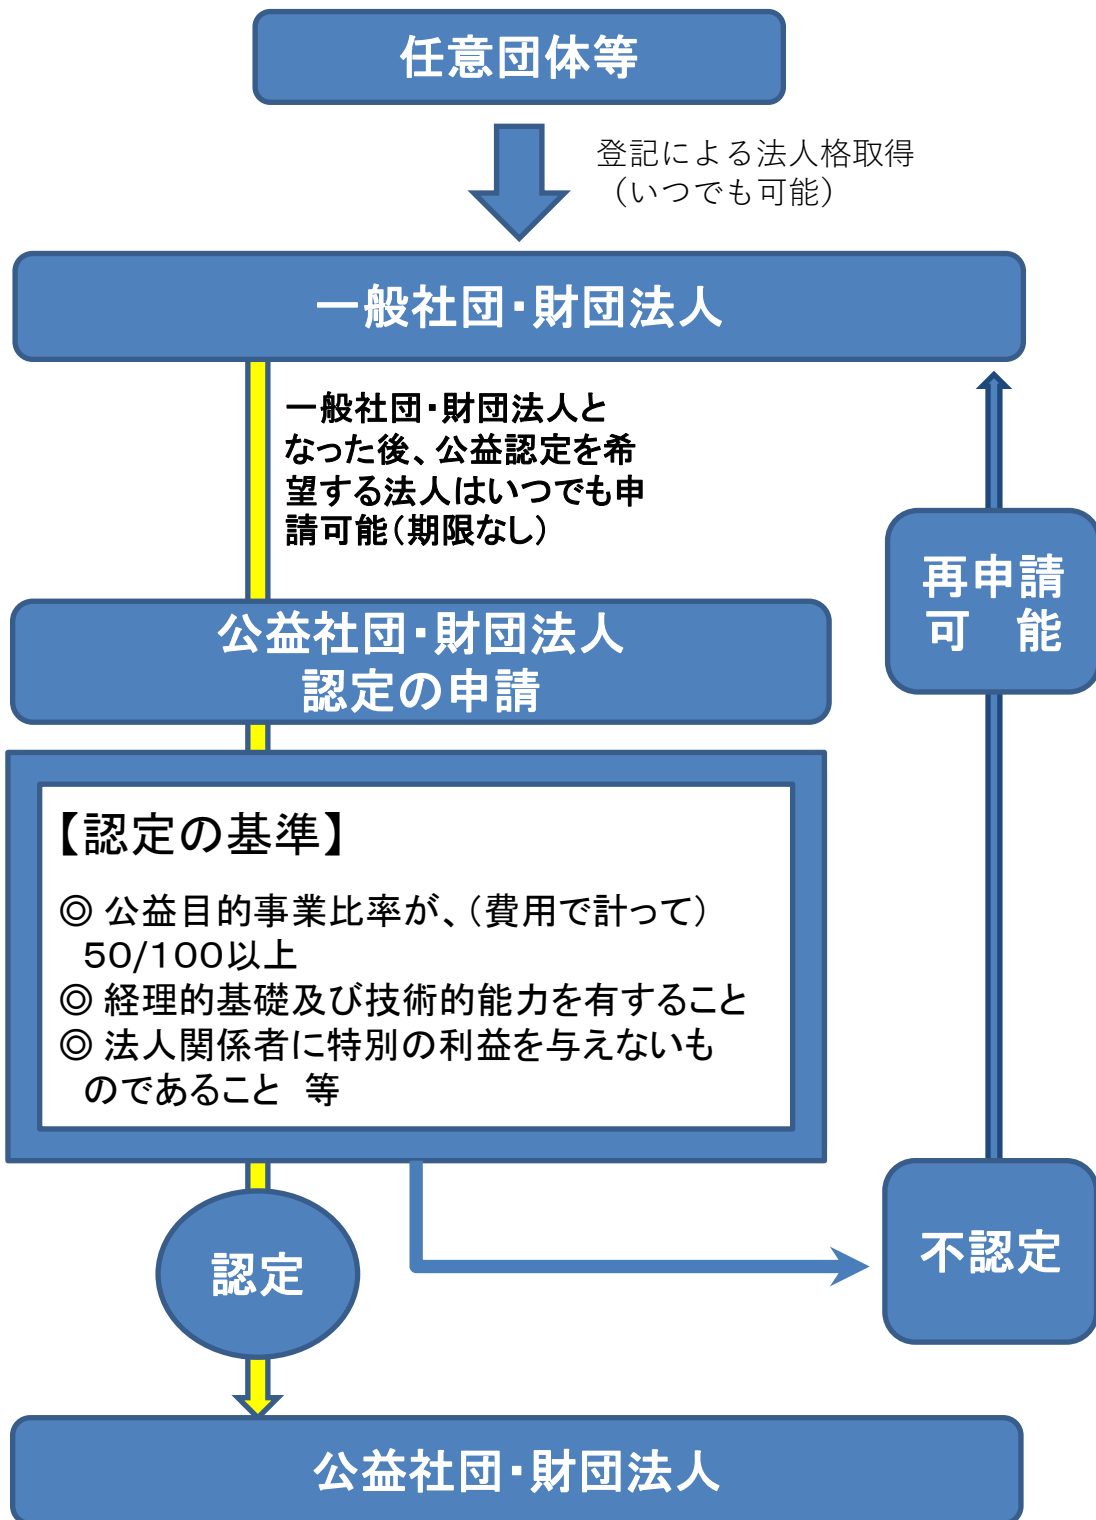 任意団体等
登記による法人格取得
（いつでも可能）
一般社団・財団法人
一般社団・財団法人と
なった後、公益認定を希
望する法人はいつでも申
請可能（期限なし）
再申請
可　能
公益社団・財団法人
認定の申請
【認定の基準】
◎ 公益目的事業比率が、（費用で計って）
50/100以上
◎ 経理的基礎及び技術的能力を有すること
◎ 法人関係者に特別の利益を与えないも
のであること　等
認定
不認定
公益社団・財団法人